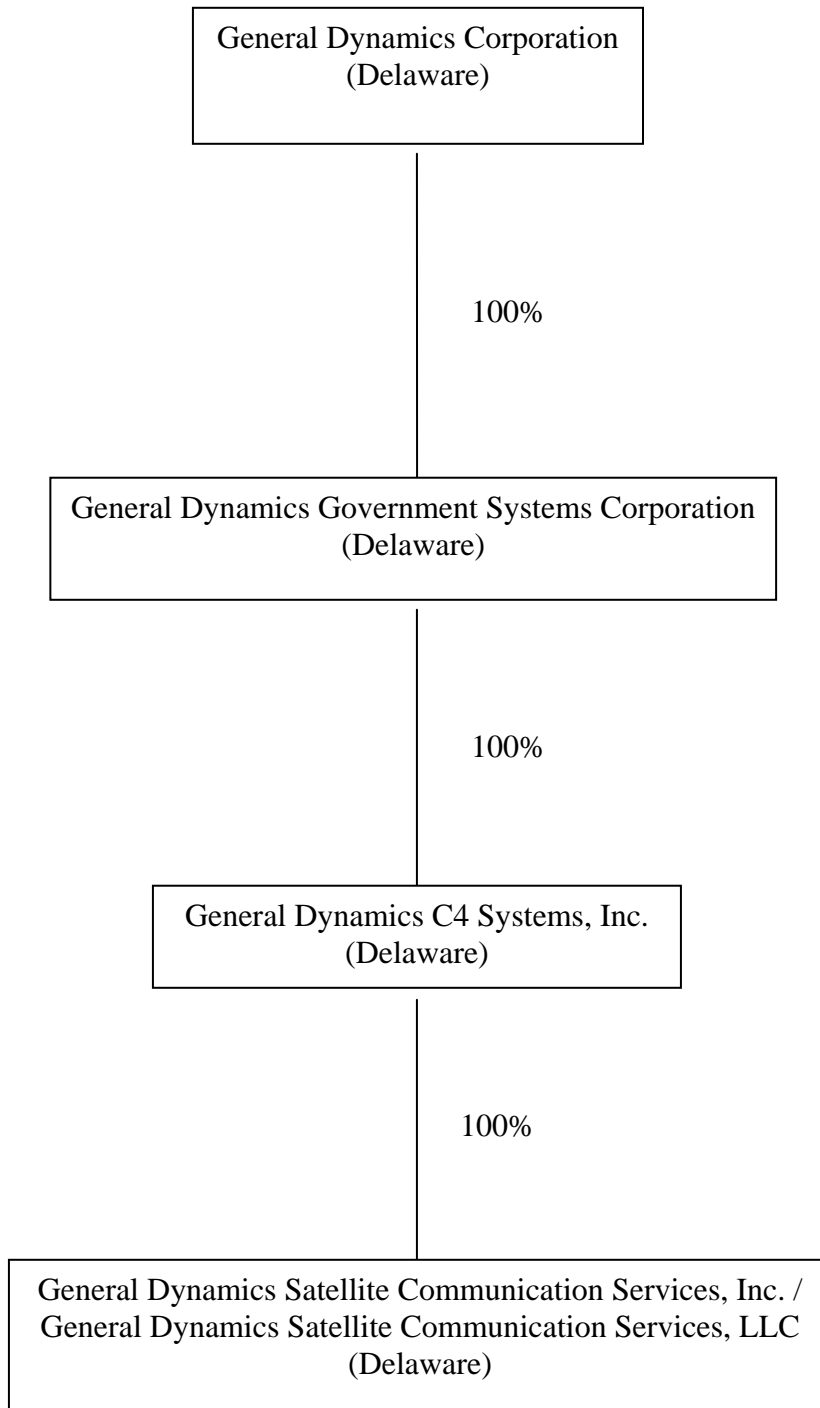 General Dynamics Corporation
(Delaware)
100%
General Dynamics Government Systems Corporation
(Delaware)
100%
General Dynamics C4 Systems, Inc.
(Delaware)
100%
General Dynamics Satellite Communication Services, Inc. /
General Dynamics Satellite Communication Services, LLC
(Delaware)